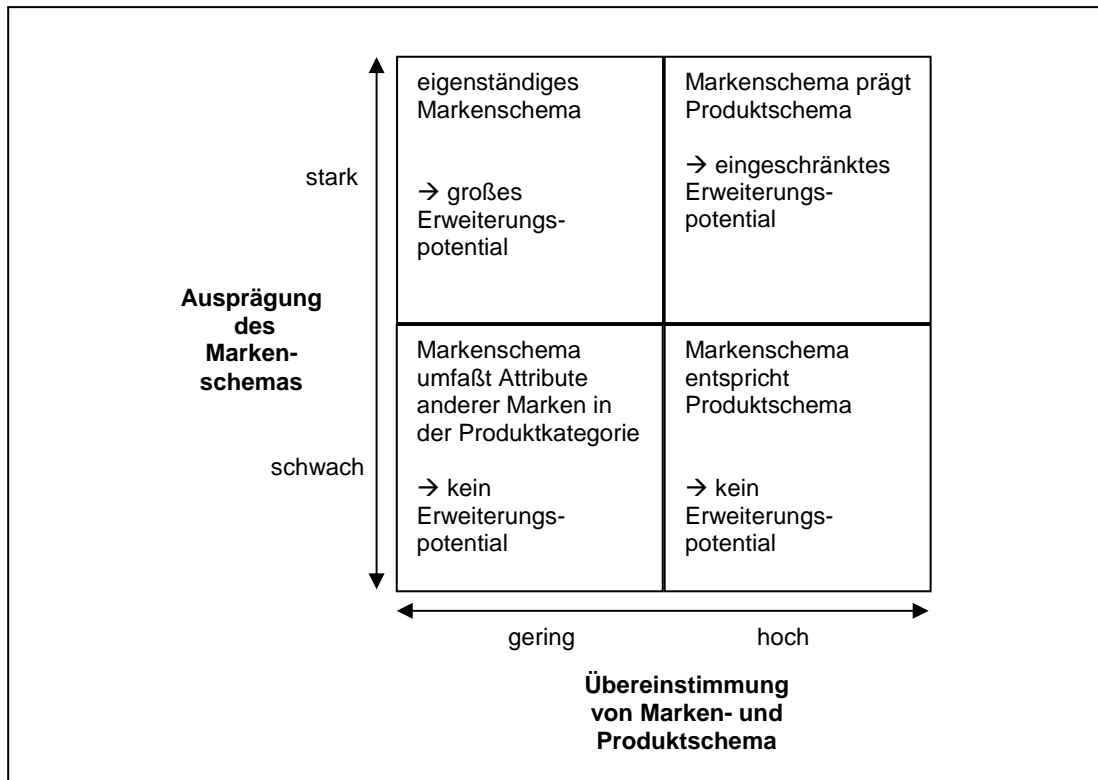 eigenständiges
Markenschema
→ großes
Erweiterungs-
potential
Markenschema prägt
Produktschema
→ eingeschränktes
Erweiterungs-
potential
stark
Ausprägung
des
Marken-
schemas
schwach
Markenschema
umfaßt Attribute
anderer Marken in
der Produktkategorie
→ kein
Erweiterungs-
potential
Markenschema
entspricht
Produktschema
→ kein
Erweiterungs-
potential
gering
hoch
Übereinstimmung
von Marken- und
Produktschema